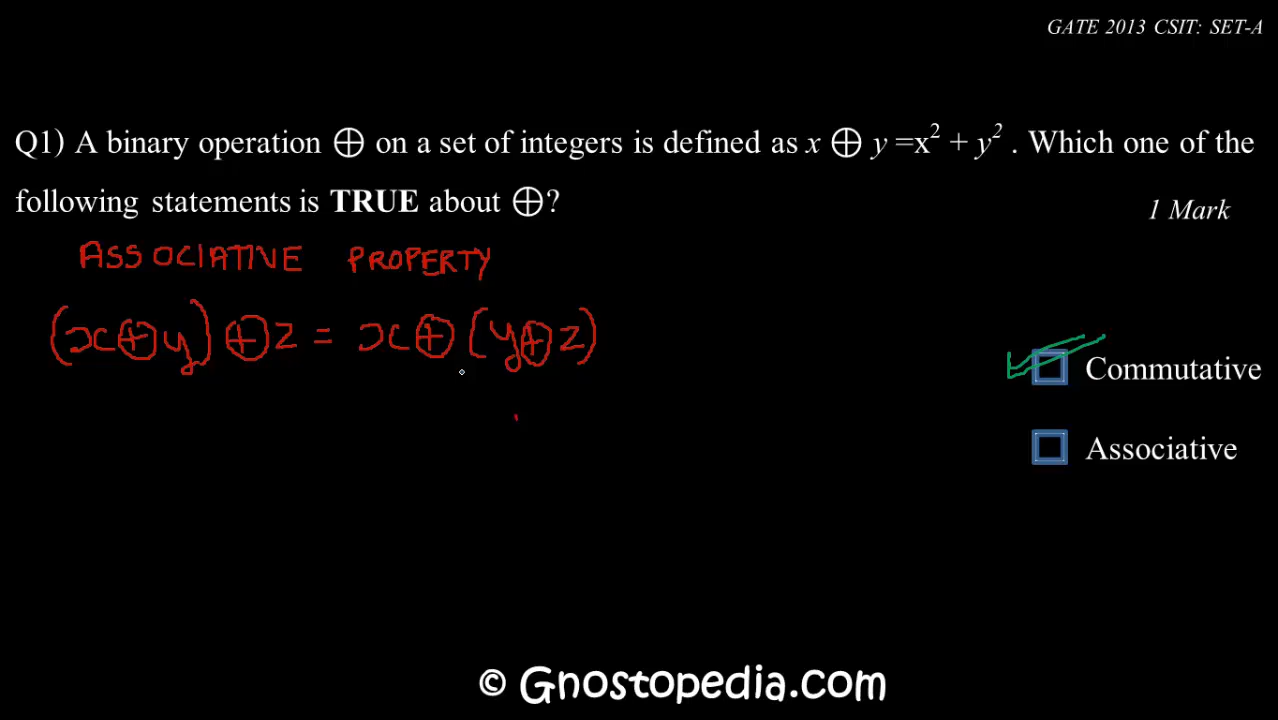 GATE 2013 CSIT: SET-A
Q1) A binary operation ⊕ on a set of integers is defined as x ⊕ y =x² + y² . Which one of the
following statements is TRUE about ⊕?
1 Mark
ASSOCIATIVE PROPERTY
(x⊕y)⊕z = x⊕(y⊕z)
Commutative
Associative
© Gnostopedia.com